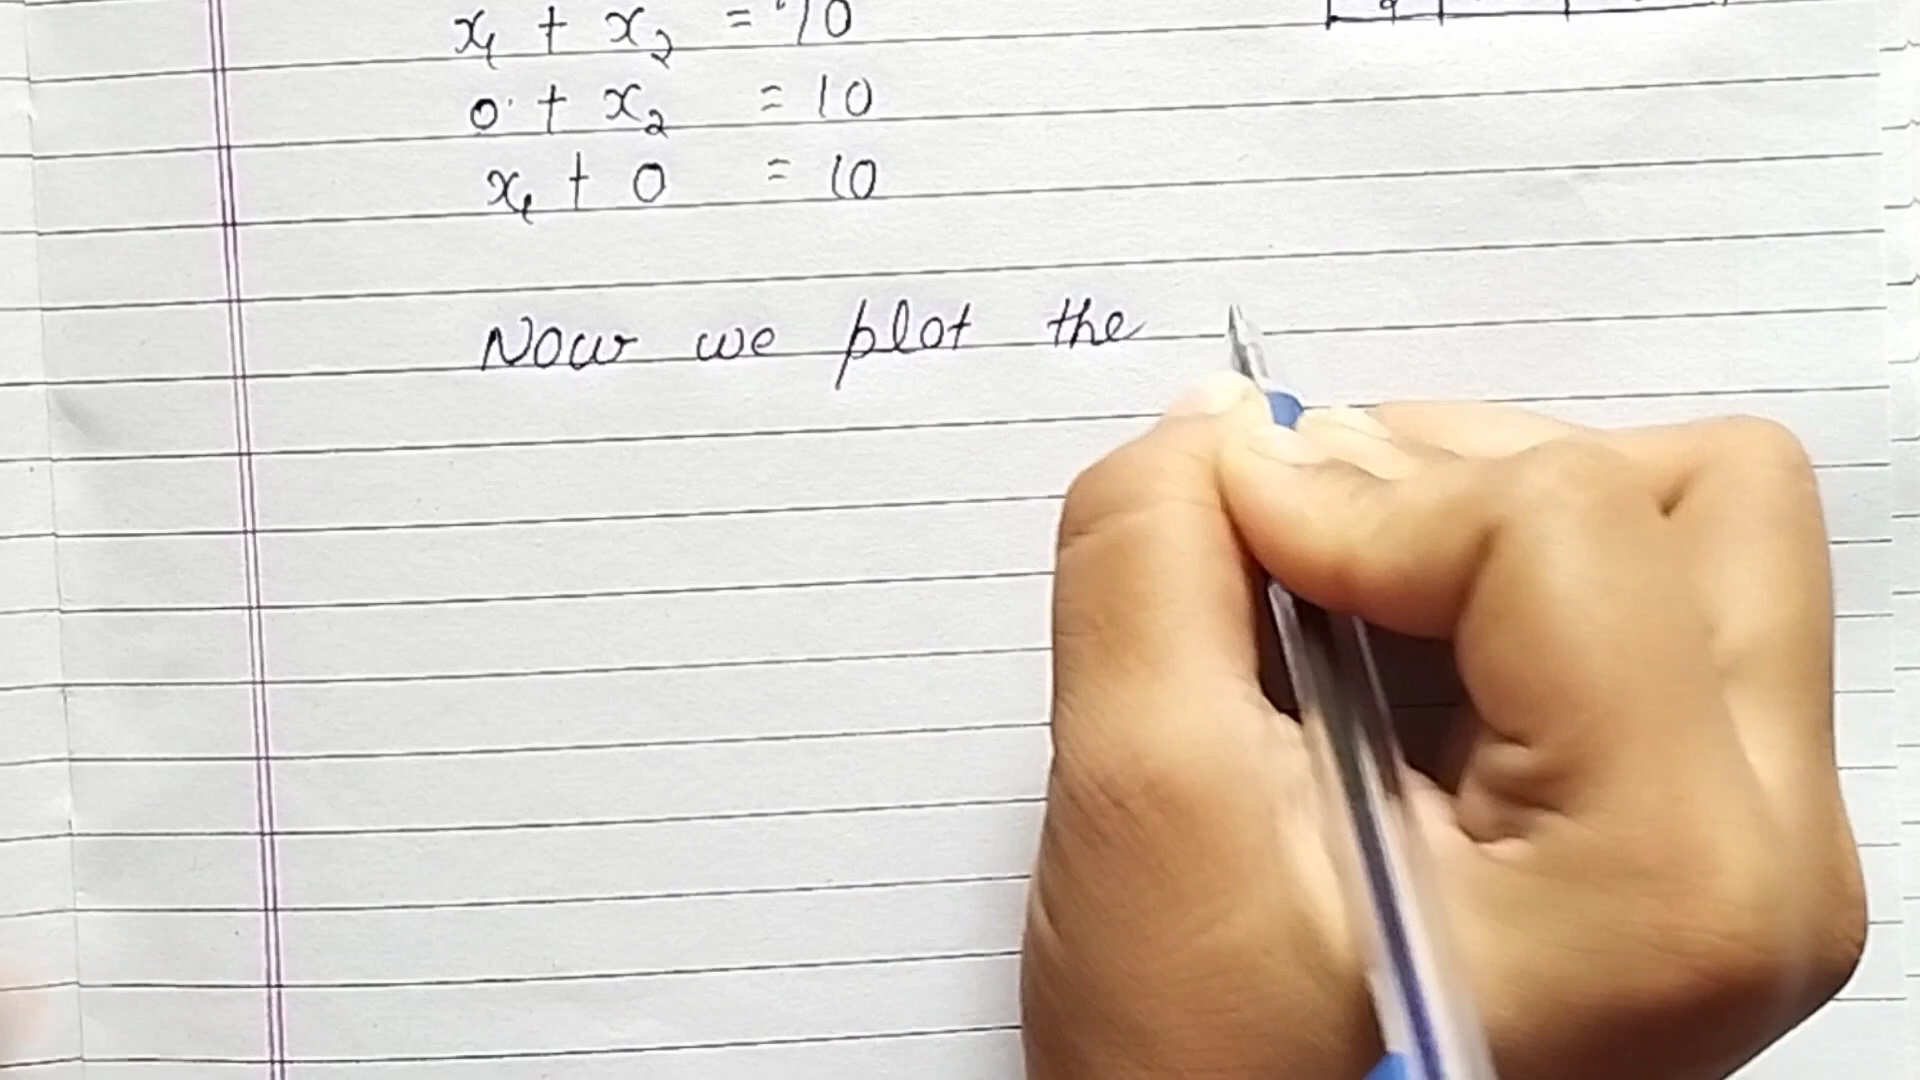 x₁ + x₂ = 10
0 + x₂ = 10
x₁ + 0 = 10
Now we plot the